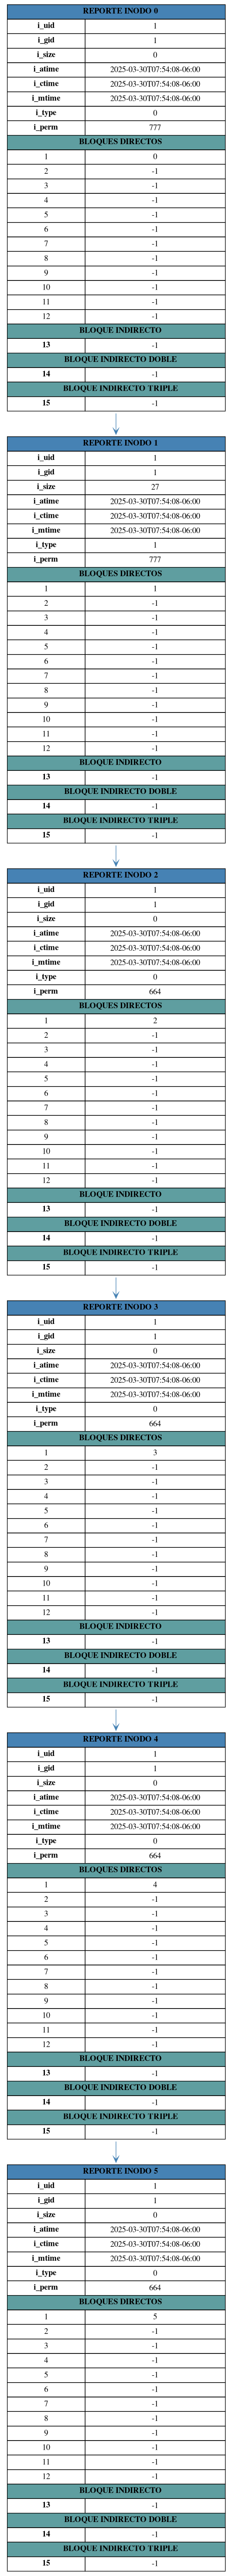 REPORTE INODO 0
i_uid 1
i_gid 1
i_size 0
i_atime 2025-03-30T07:54:08-06:00
i_ctime 2025-03-30T07:54:08-06:00
i_mtime 2025-03-30T07:54:08-06:00
i_type 0
i_perm 777
BLOQUES DIRECTOS
1 0
2 -1
3 -1
4 -1
5 -1
6 -1
7 -1
8 -1
9 -1
10 -1
11 -1
12 -1
BLOQUE INDIRECTO
13 -1
BLOQUE INDIRECTO DOBLE
14 -1
BLOQUE INDIRECTO TRIPLE
15 -1
REPORTE INODO 1
i_uid 1
i_gid 1
i_size 27
i_atime 2025-03-30T07:54:08-06:00
i_ctime 2025-03-30T07:54:08-06:00
i_mtime 2025-03-30T07:54:08-06:00
i_type 1
i_perm 777
BLOQUES DIRECTOS
1 1
2 -1
3 -1
4 -1
5 -1
6 -1
7 -1
8 -1
9 -1
10 -1
11 -1
12 -1
BLOQUE INDIRECTO
13 -1
BLOQUE INDIRECTO DOBLE
14 -1
BLOQUE INDIRECTO TRIPLE
15 -1
REPORTE INODO 2
i_uid 1
i_gid 1
i_size 0
i_atime 2025-03-30T07:54:08-06:00
i_ctime 2025-03-30T07:54:08-06:00
i_mtime 2025-03-30T07:54:08-06:00
i_type 0
i_perm 664
BLOQUES DIRECTOS
1 2
2 -1
3 -1
4 -1
5 -1
6 -1
7 -1
8 -1
9 -1
10 -1
11 -1
12 -1
BLOQUE INDIRECTO
13 -1
BLOQUE INDIRECTO DOBLE
14 -1
BLOQUE INDIRECTO TRIPLE
15 -1
REPORTE INODO 3
i_uid 1
i_gid 1
i_size 0
i_atime 2025-03-30T07:54:08-06:00
i_ctime 2025-03-30T07:54:08-06:00
i_mtime 2025-03-30T07:54:08-06:00
i_type 0
i_perm 664
BLOQUES DIRECTOS
1 3
2 -1
3 -1
4 -1
5 -1
6 -1
7 -1
8 -1
9 -1
10 -1
11 -1
12 -1
BLOQUE INDIRECTO
13 -1
BLOQUE INDIRECTO DOBLE
14 -1
BLOQUE INDIRECTO TRIPLE
15 -1
REPORTE INODO 4
i_uid 1
i_gid 1
i_size 0
i_atime 2025-03-30T07:54:08-06:00
i_ctime 2025-03-30T07:54:08-06:00
i_mtime 2025-03-30T07:54:08-06:00
i_type 0
i_perm 664
BLOQUES DIRECTOS
1 4
2 -1
3 -1
4 -1
5 -1
6 -1
7 -1
8 -1
9 -1
10 -1
11 -1
12 -1
BLOQUE INDIRECTO
13 -1
BLOQUE INDIRECTO DOBLE
14 -1
BLOQUE INDIRECTO TRIPLE
15 -1
REPORTE INODO 5
i_uid 1
i_gid 1
i_size 0
i_atime 2025-03-30T07:54:08-06:00
i_ctime 2025-03-30T07:54:08-06:00
i_mtime 2025-03-30T07:54:08-06:00
i_type 0
i_perm 664
BLOQUES DIRECTOS
1 5
2 -1
3 -1
4 -1
5 -1
6 -1
7 -1
8 -1
9 -1
10 -1
11 -1
12 -1
BLOQUE INDIRECTO
13 -1
BLOQUE INDIRECTO DOBLE
14 -1
BLOQUE INDIRECTO TRIPLE
15 -1